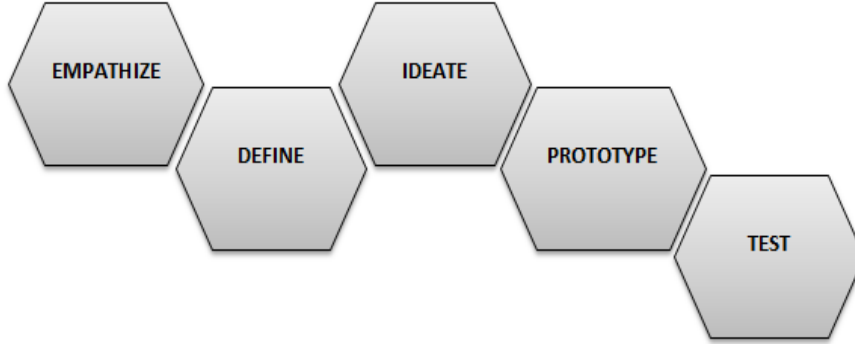 EMPATHIZE
DEFINE
IDEATE
PROTOTYPE
TEST